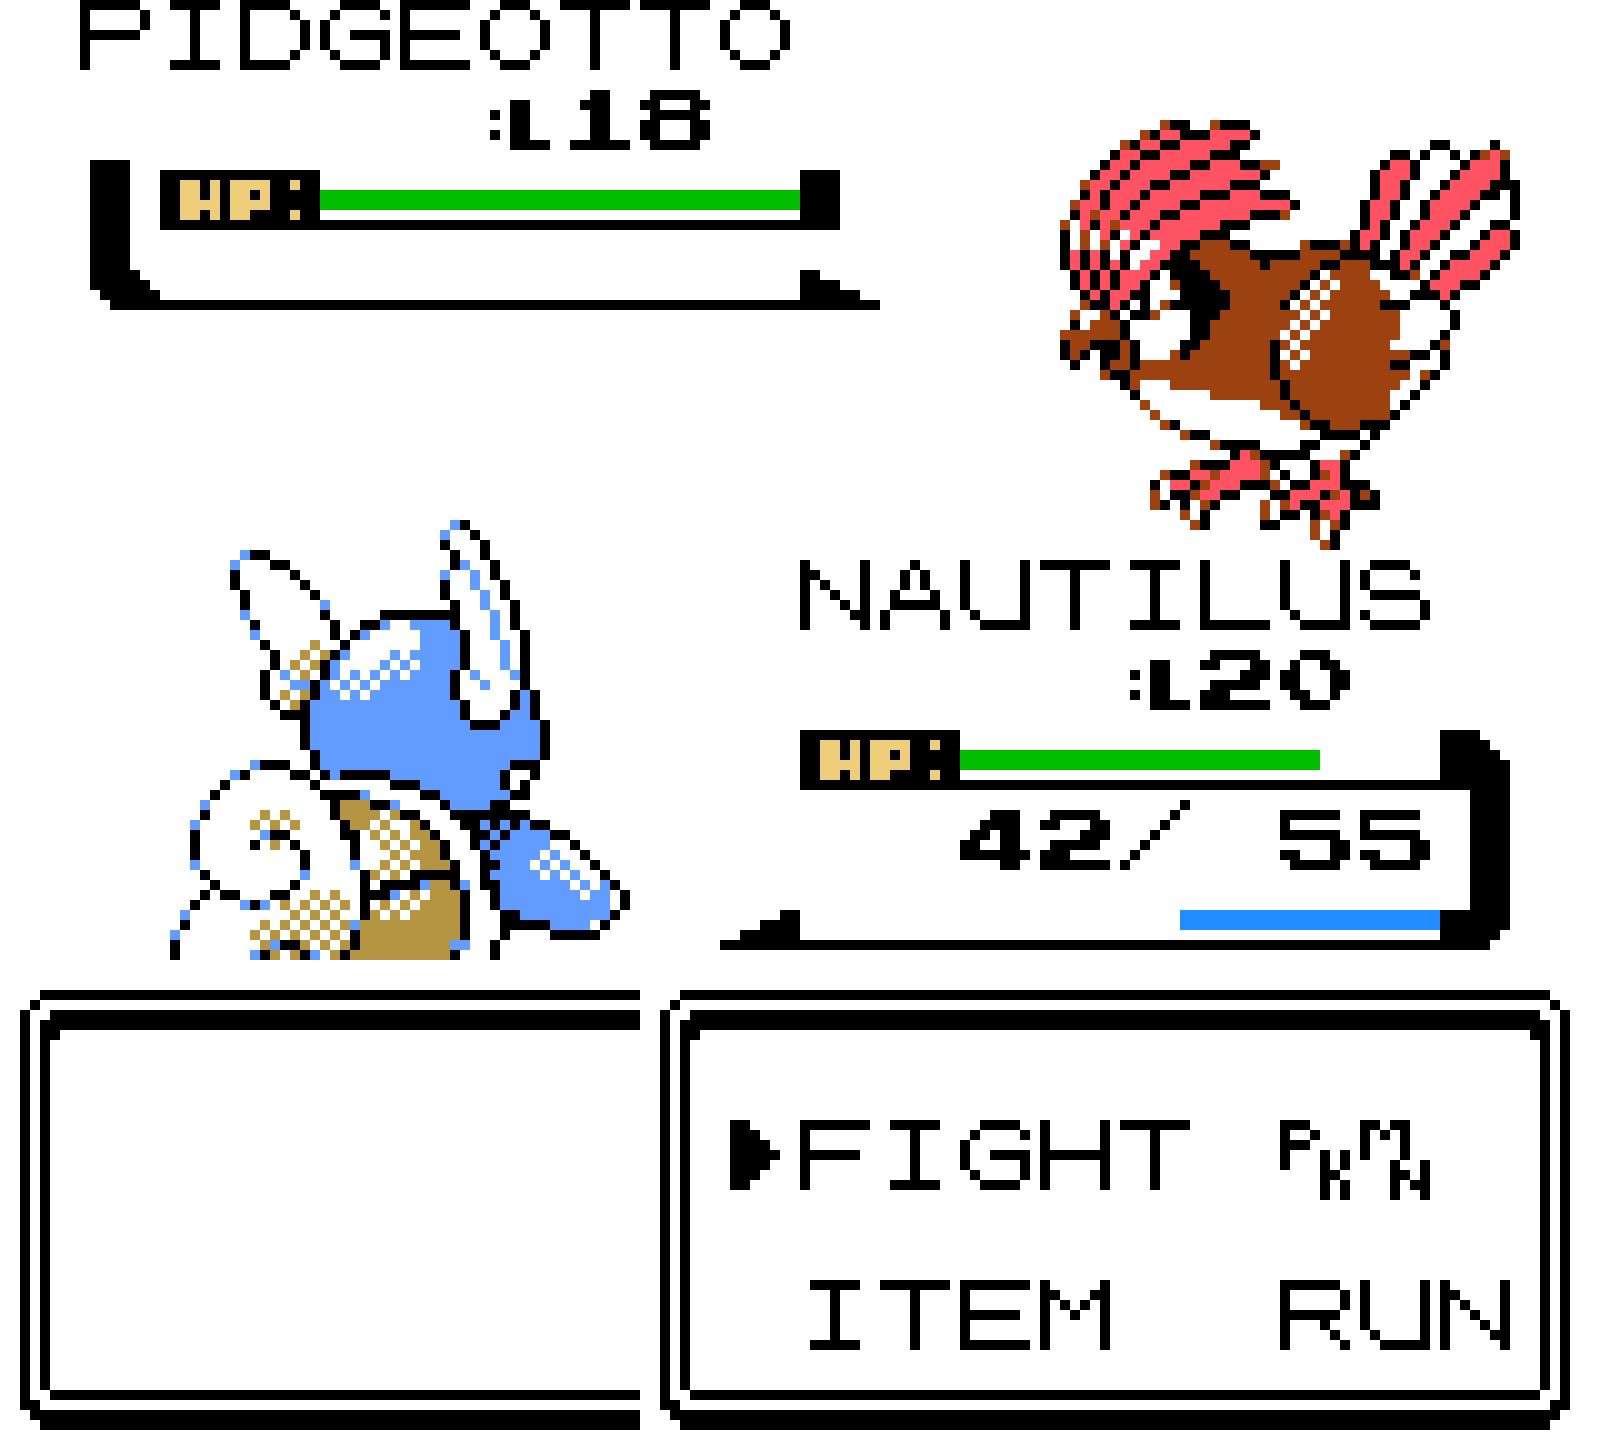 PIDGEOTTO
:L18
HP:
NAUTILUS
:L20
HP:
42/ 55
▶FIGHT PKMN
ITEM RUN